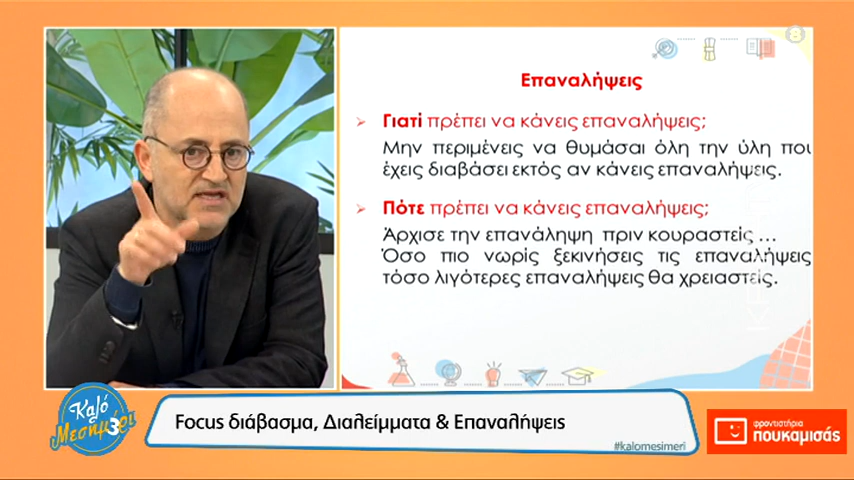 Επαναλήψεις
Γιατί πρέπει να κάνεις επαναλήψεις;
Μην περιμένεις να θυμάσαι όλη την ύλη που
έχεις διαβάσει εκτός αν κάνεις επαναλήψεις.
Πότε πρέπει να κάνεις επαναλήψεις;
Άρχισε την επανάληψη πριν κουραστείς ...
Όσο πιο νωρίς ξεκινήσεις τις επαναλήψεις
τόσο λιγότερες επαναλήψεις θα χρειαστείς.
Καλό
Μεσημέρι
3
Focus διάβασμα, Διαλείμματα & Επαναλήψεις
#kalomesimeri
φροντιστήρια
πουκαμισάς